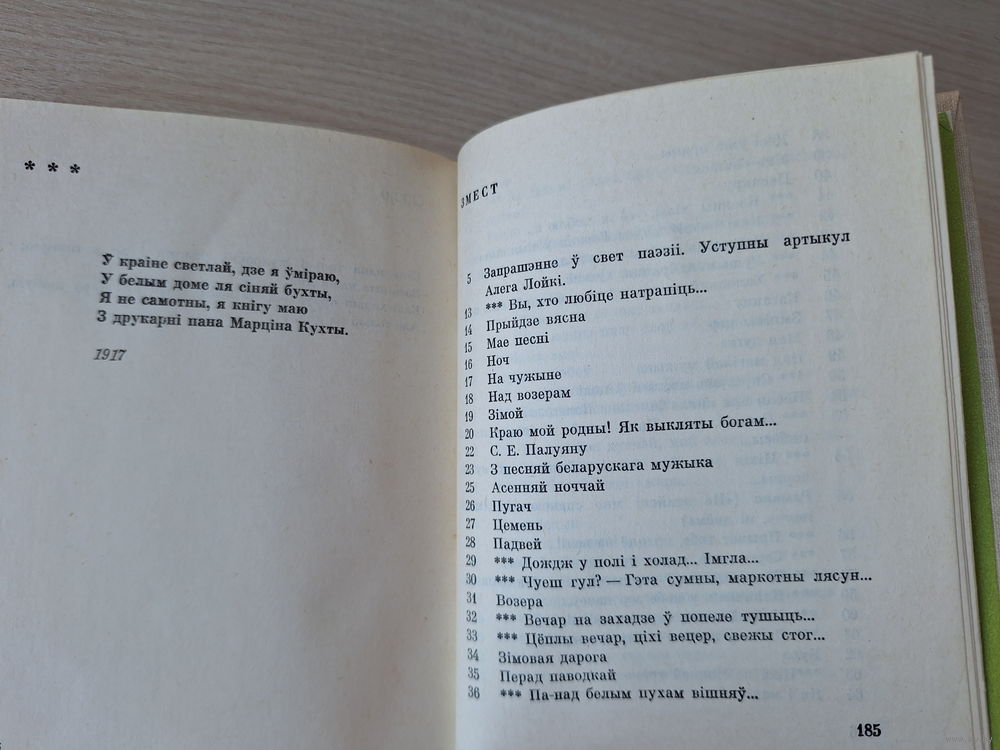 * * *
Ў краіне светлай, дзе я ўміраю,
У белым доме ля сіняй бухты,
Я не самотны, я кнігу маю
З друкарні пана Марціна Кухты.
1917
ЗМЕСТ
5 Запрашэнне ў свет паэзіі. Уступны артыкул
Алега Лойкі.
13 *** Вы, хто любіце натрапіць...
14 Прыйдзе вясна
15 Мае песні
16 Ноч
17 На чужыне
18 Над возерам
19 Зімой
20 Краю мой родны! Як выкляты богам...
22 С. Е. Палуяну
23 З песняй беларускага мужыка
25 Асенняй ноччай
26 Пугач
27 Цемень
28 Падвей
29 *** Дождж у полі і холад... Імгла...
30 *** Чуеш гул? — Гэта сумны, маркотны лясун...
31 Возера
32 *** Вечар на захадзе ў попеле тушыць...
33 *** Цёплы вечар, ціхі вецер, свежы стог...
34 Зімовая дарога
35 Перад паводкай
36 *** Па-над белым пухам вішняў...
185